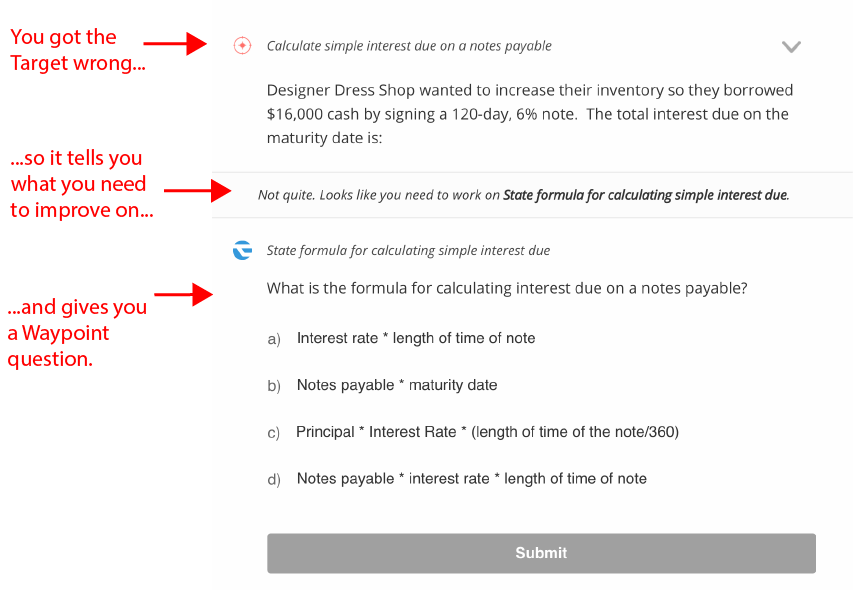 You got the
Target wrong...
Calculate simple interest due on a notes payable
Designer Dress Shop wanted to increase their inventory so they borrowed
$16,000 cash by signing a 120-day, 6% note.  The total interest due on the
maturity date is:
...so it tells you
what you need
to improve on...
Not quite. Looks like you need to work on State formula for calculating simple interest due.
State formula for calculating simple interest due
...and gives you
a Waypoint
question.
What is the formula for calculating interest due on a notes payable?
a) Interest rate * length of time of note
b) Notes payable * maturity date
c) Principal * Interest Rate * (length of time of the note/360)
d) Notes payable * interest rate * length of time of note
Submit